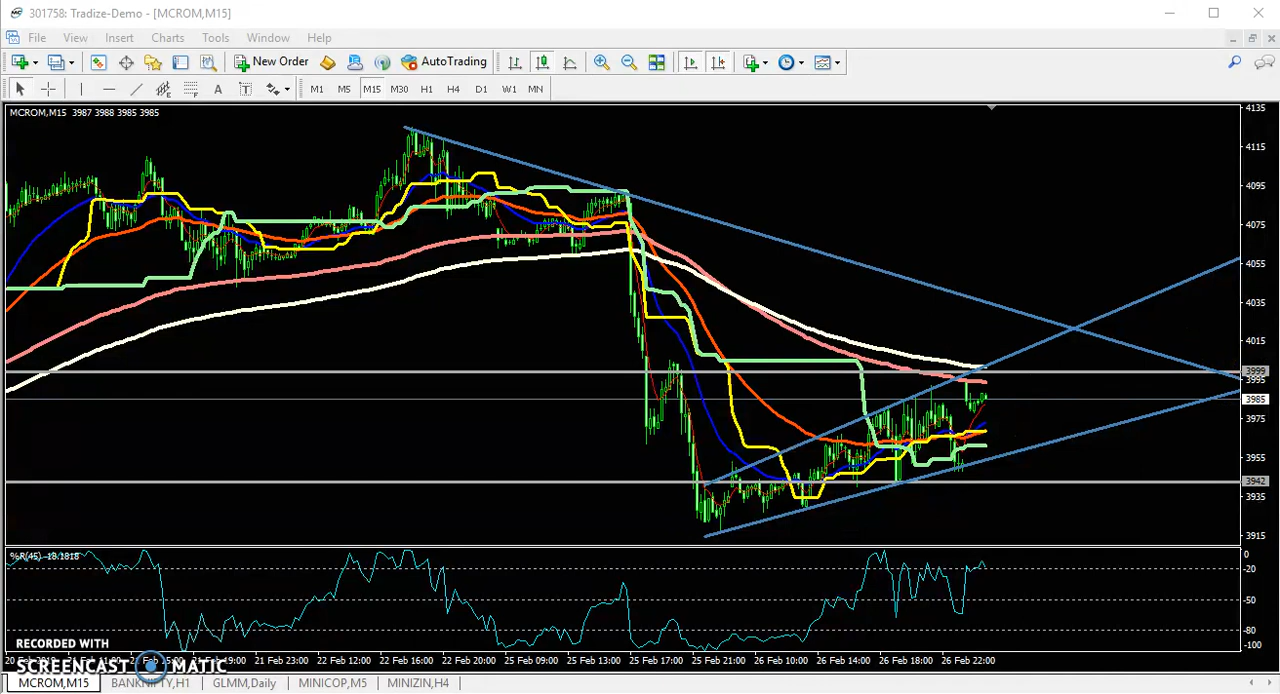 301758: Tradize-Demo - [MCROM,M15]
File View Insert Charts Tools Window Help
New Order AutoTrading
A T M1 M5 M15 M30 H1 H4 D1 W1 MN
MCROM,M15 3987 3988 3985 3985
4135
4115
4095
4075
4055
4035
4015
3999
3995
3985
3975
3955
3942
3935
3915
%R(45) -18.1818
0
-20
-50
-80
-100
RECORDED WITH
SCREENCAST MATIC
21 Feb 23:00 22 Feb 12:00 22 Feb 16:00 22 Feb 20:00 25 Feb 09:00 25 Feb 13:00 25 Feb 17:00 25 Feb 21:00 26 Feb 10:00 26 Feb 14:00 26 Feb 18:00 26 Feb 22:00
MCROM,M15 BANKNIFTY,H1 GLMM,Daily MINICOP,M5 MINIZIN,H4